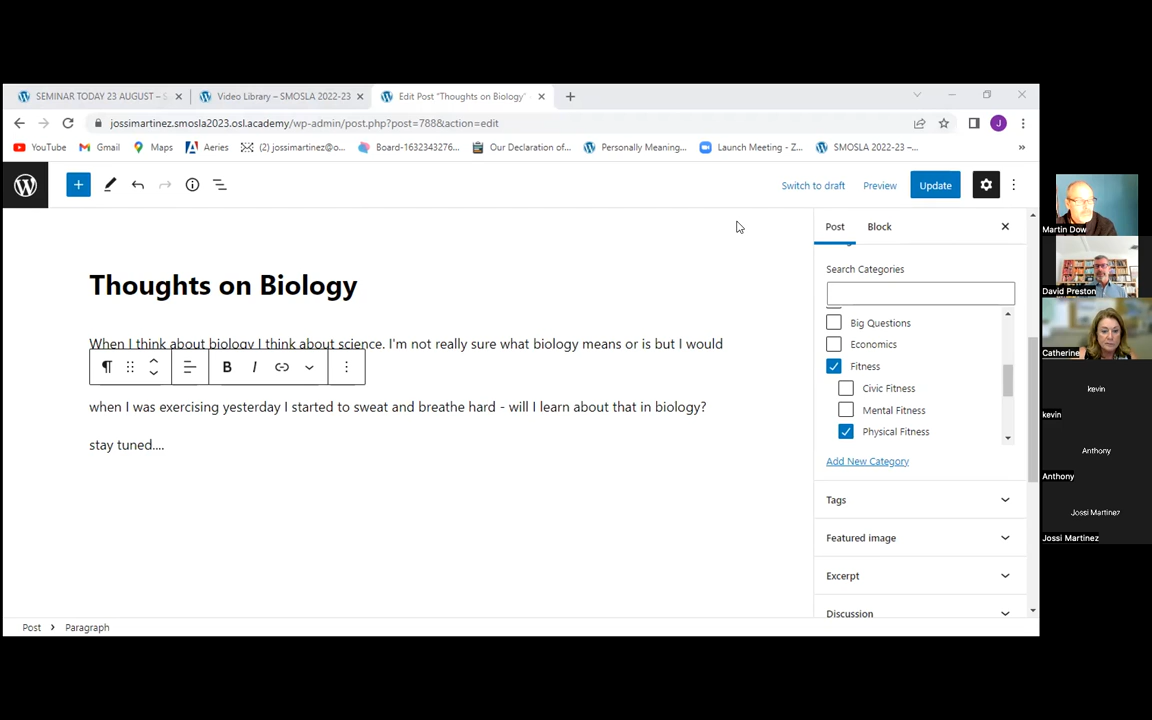 SEMINAR TODAY 23 AUGUST – S
Video Library – SMOSLA 2022-23
Edit Post "Thoughts on Biology"
jossimartinez.smosla2023.osl.academy/wp-admin/post.php?post=788&action=edit
YouTube
Gmail
Maps
Aeries
(2) jossimartinez@o...
Board-1632343276...
Our Declaration of...
Personally Meaning...
Launch Meeting - Z...
SMOSLA 2022-23 –...
Switch to draft
Preview
Update
Post
Block
Thoughts on Biology
When I think about biology I think about science. I'm not really sure what biology means or is but I would
B I
when I was exercising yesterday I started to sweat and breathe hard - will I learn about that in biology?
stay tuned....
Search Categories
Big Questions
Economics
Fitness
Civic Fitness
Mental Fitness
Physical Fitness
Add New Category
Tags
Featured image
Excerpt
Discussion
Post > Paragraph
Martin Dow
David Preston
Catherine
kevin
kevin
Anthony
Anthony
Jossi Martinez
Jossi Martinez